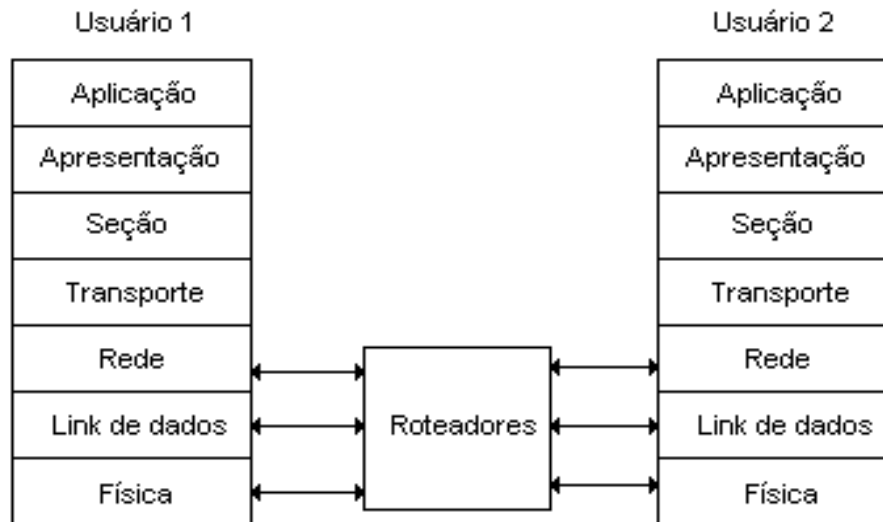 Usuário 1
Usuário 2
Aplicação
Aplicação
Apresentação
Apresentação
Seção
Seção
Transporte
Transporte
Rede
Rede
Link de dados
Roteadores
Link de dados
Física
Física